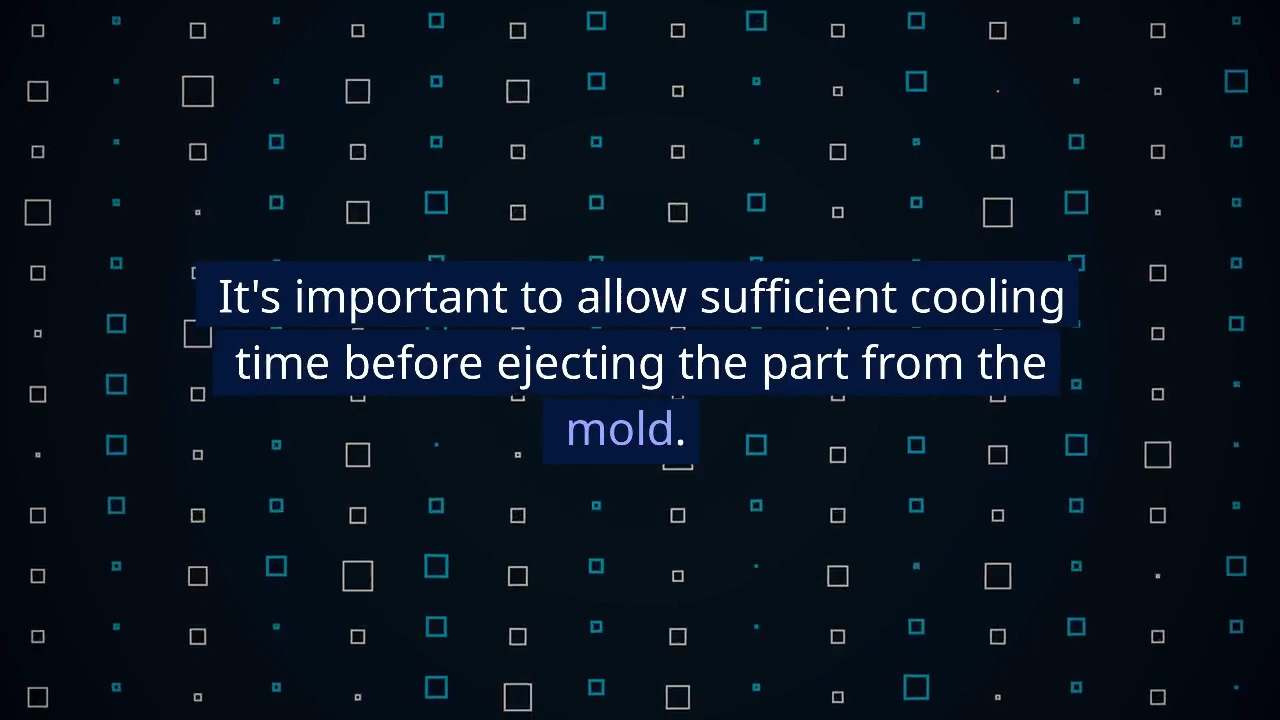 It's important to allow sufficient cooling
time before ejecting the part from the
mold.